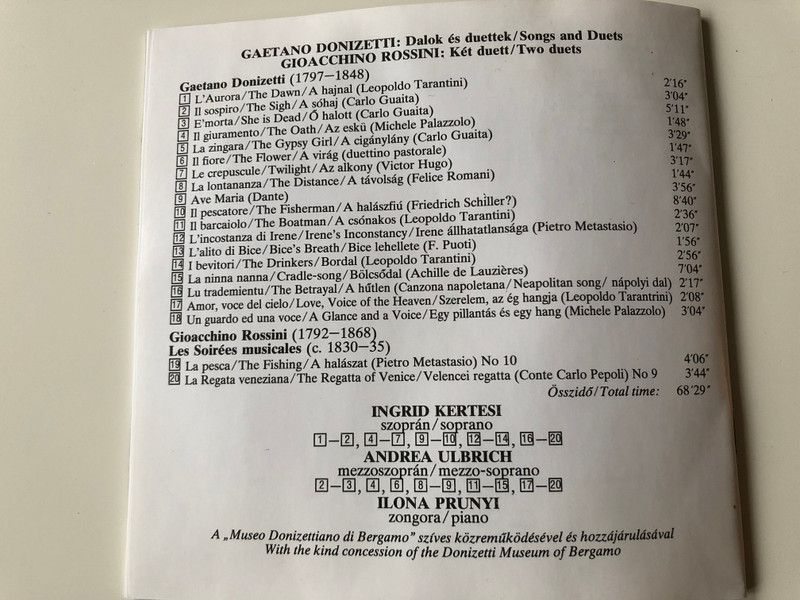 GAETANO DONIZETTI: Dalok és duettek/Songs and Duets
GIOACCHINO ROSSINI: Két duett/Two duets
Gaetano Donizetti (1797–1848)
1 L'Aurora/The Dawn/A hajnal (Leopoldo Tarantini) 2'16"
2 Il sospiro/The Sigh/A sóhaj (Carlo Guaita) 3'04"
3 E'morta/She is Dead/Ő halott (Carlo Guaita) 5'11"
4 Il giuramento/The Oath/Az eskü (Michele Palazzolo) 1'48"
5 La zingara/The Gypsy Girl/A cigánylány (Carlo Guaita) 3'29"
6 Il fiore/The Flower/A virág (duettino pastorale) 1'47"
7 Le crepuscule/Twilight/Az alkony (Victor Hugo) 3'17"
8 La lontananza/The Distance/A távolság (Felice Romani) 1'44"
9 Ave Maria (Dante) 3'56"
10 Il pescatore/The Fisherman/A halászfiú (Friedrich Schiller?) 8'40"
11 Il barcaiolo/The Boatman/A csónakos (Leopoldo Tarantini) 2'36"
12 L'incostanza di Irene/Irene's Inconstancy/Irene állhatatlansága (Pietro Metastasio) 2'07"
13 L'alito di Bice/Bice's Breath/Bice lehellete (F. Puoti) 1'56"
14 I bevitori/The Drinkers/Bordal (Leopoldo Tarantini) 2'56"
15 La ninna nanna/Cradle-song/Bölcsődal (Achille de Lauzières) 7'04"
16 Lu trademientu/The Betrayal/A hűtlen (Canzona napoletana/Neapolitan song/ nápolyi dal) 2'17"
17 Amor, voce del cielo/Love, Voice of the Heaven/Szerelem, az ég hangja (Leopoldo Tarantrini) 2'08"
18 Un guardo ed una voce/A Glance and a Voice/Egy pillantás és egy hang (Michele Palazzolo) 3'04"
Gioacchino Rossini (1792–1868)
Les Soirées musicales (c. 1830–35)
19 La pesca/The Fishing/A halászat (Pietro Metastasio) No 10 4'06"
20 La Regata veneziana/The Regatta of Venice/Velencei regatta (Conte Carlo Pepoli) No 9 3'44"
Összidő/Total time: 68'29"
INGRID KERTESI
szoprán/soprano
1–2, 4–7, 9–10, 12–14, 16–20
ANDREA ULBRICH
mezzoszoprán/mezzo-soprano
2–3, 4, 6, 8–9, 11–15, 17–20
ILONA PRUNYI
zongora/piano
A „Museo Donizettiano di Bergamo” szíves közreműködésével és hozzájárulásával
With the kind concession of the Donizetti Museum of Bergamo